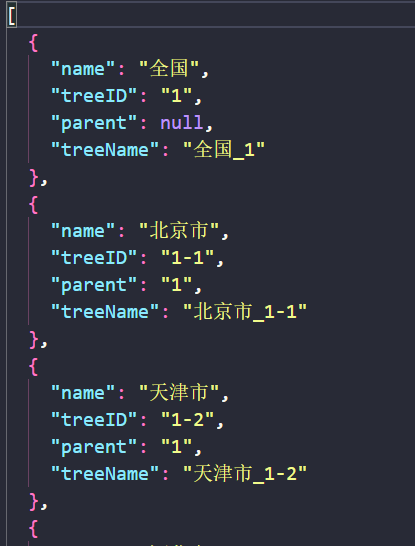 [
{
"name": "全国",
"treeID": "1",
"parent": null,
"treeName": "全国_1"
},
{
"name": "北京市",
"treeID": "1-1",
"parent": "1",
"treeName": "北京市_1-1"
},
{
"name": "天津市",
"treeID": "1-2",
"parent": "1",
"treeName": "天津市_1-2"
},
{